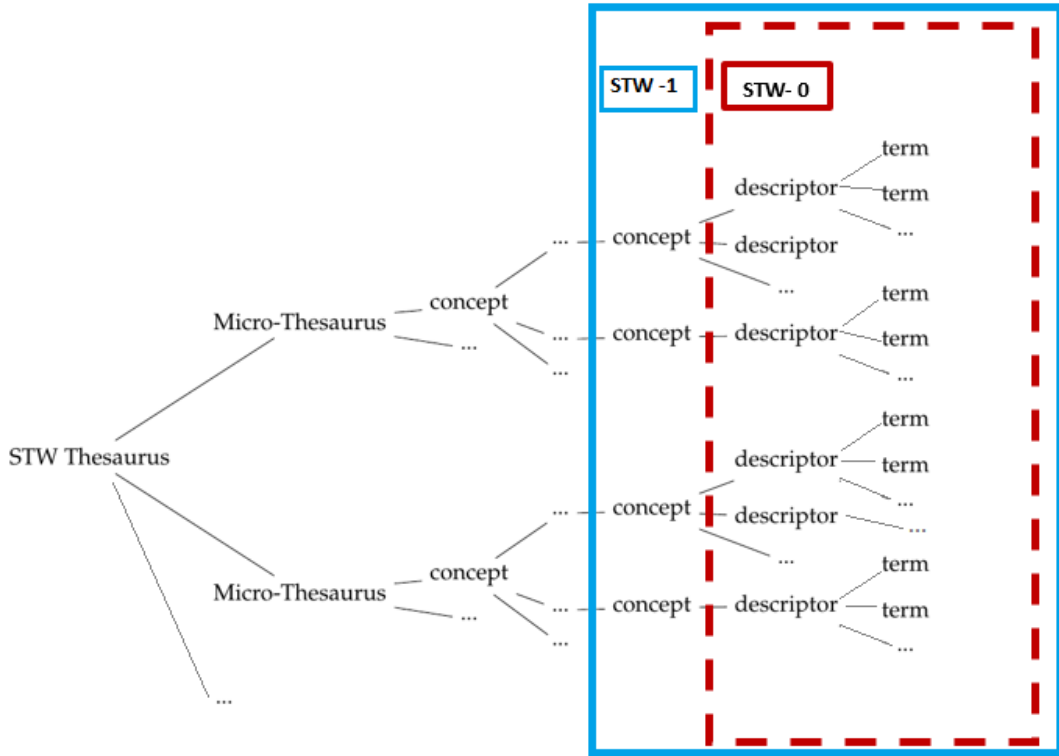 STW -1
STW- 0
term
descriptor
term
...
... concept descriptor
...
term
concept
Micro-Thesaurus
... concept descriptor term
...
...
...
term
STW Thesaurus
descriptor term
...
... concept descriptor ...
...
term
concept
Micro-Thesaurus
... concept descriptor term
...
...
...
...